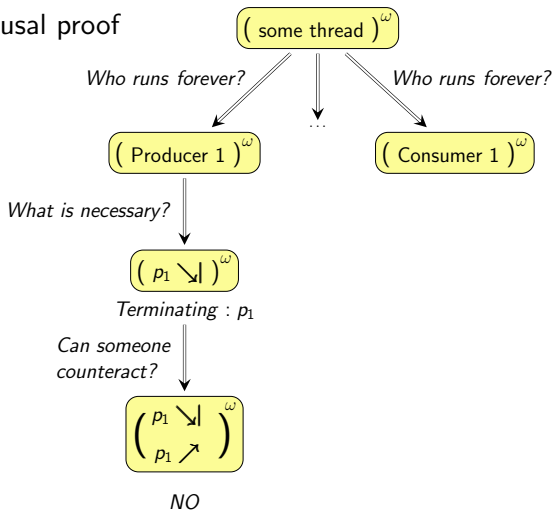 usal proof
( some thread )^ω
Who runs forever? Who runs forever?
...
( Producer 1 )^ω ( Consumer 1 )^ω
What is necessary?
( p₁ ↘| )^ω
Terminating : p₁
Can someone
counteract?
( p₁ ↘|
p₁ ↗ )^ω
NO